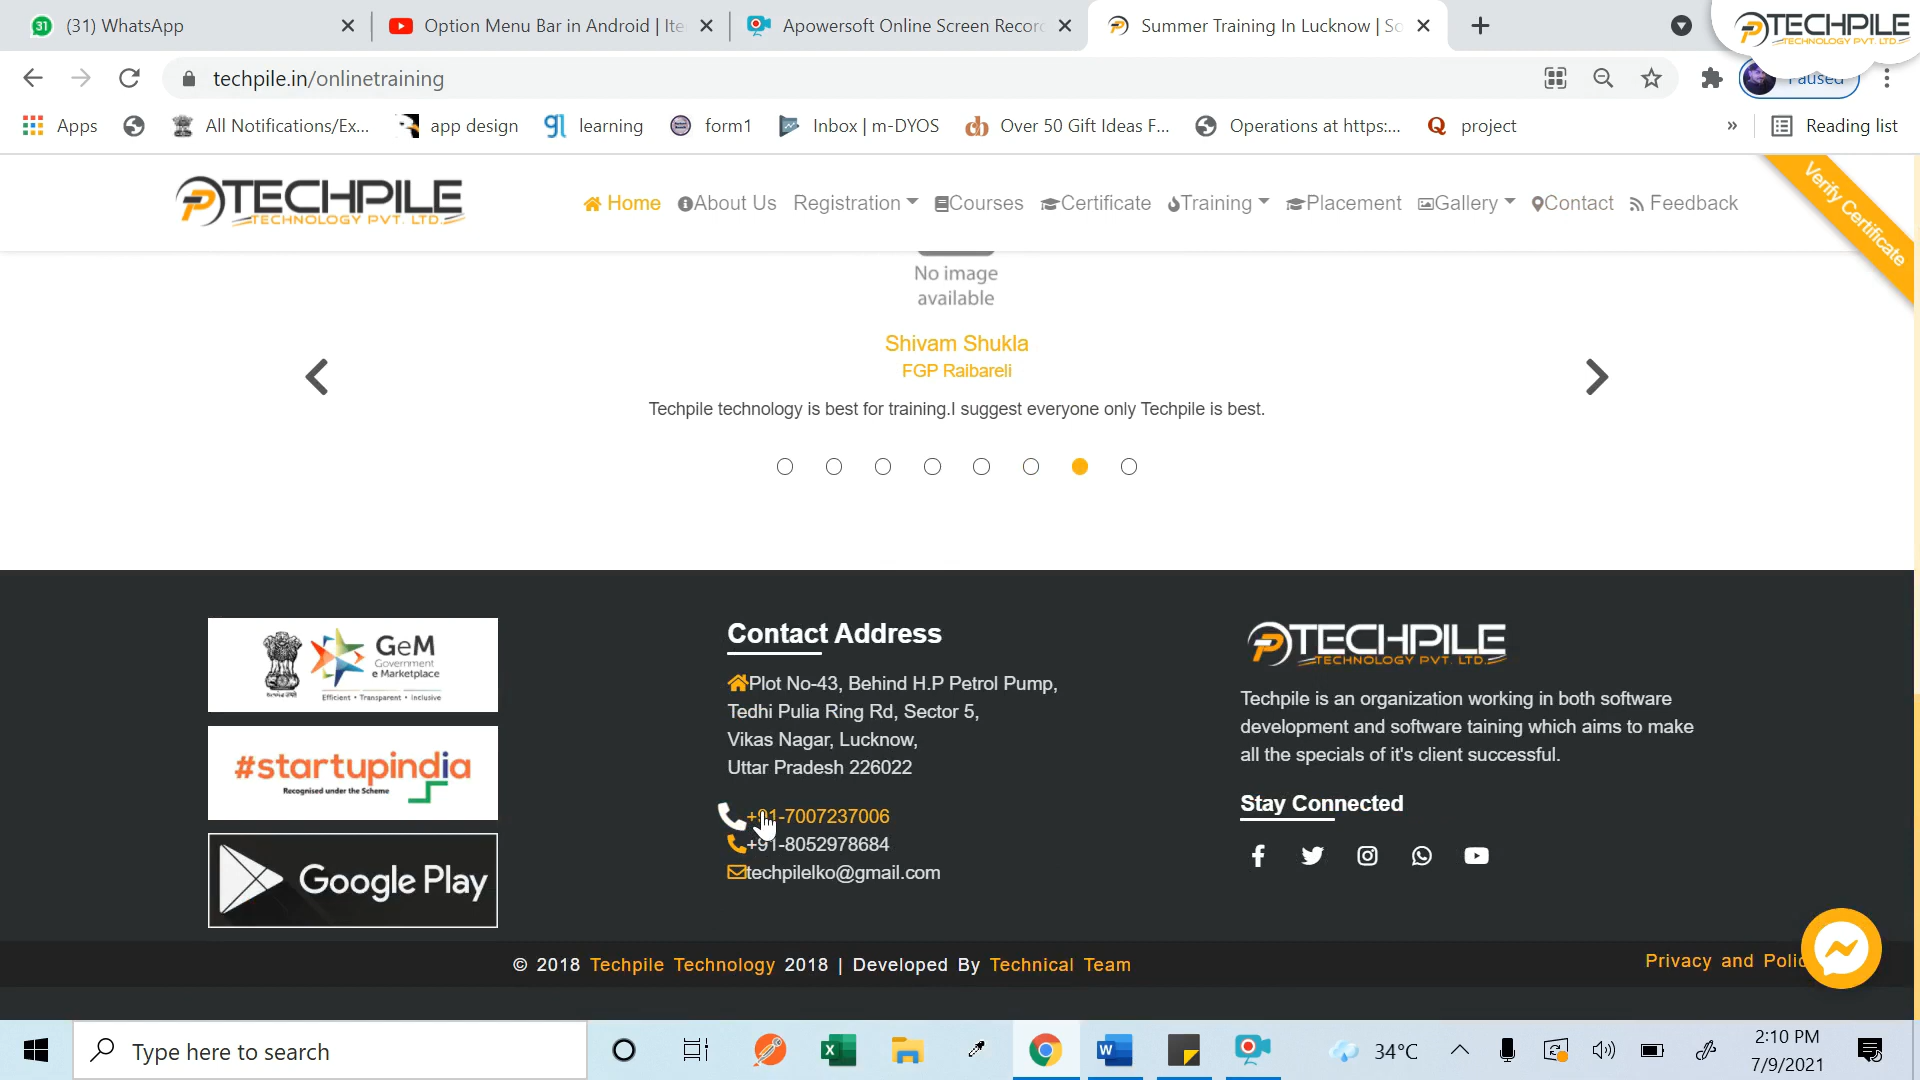 31 (31) WhatsApp
Option Menu Bar in Android | Ite
Apowersoft Online Screen Recor
Summer Training In Lucknow | So
TECHPILE
TECHNOLOGY PVT. LTD.
techpile.in/onlinetraining
Paused
Apps
All Notifications/Ex...
app design
gl learning
form1
Inbox | m-DYOS
Over 50 Gift Ideas F...
Operations at https:...
Q project
»
Reading list
TECHPILE
TECHNOLOGY PVT. LTD.
Home
About Us
Registration
Courses
Certificate
Training
Placement
Gallery
Contact
Feedback
Verify Certificate
No image
available
Shivam Shukla
FGP Raibareli
Techpile technology is best for training.I suggest everyone only Techpile is best.
GeM
Government
e Marketplace
Efficient • Transparent • Inclusive
#startupindia
Recognised under the Scheme
Google Play
Contact Address
Plot No-43, Behind H.P Petrol Pump,
Tedhi Pulia Ring Rd, Sector 5,
Vikas Nagar, Lucknow,
Uttar Pradesh 226022
+91-7007237006
+91-8052978684
techpilelko@gmail.com
TECHPILE
TECHNOLOGY PVT. LTD.
Techpile is an organization working in both software
development and software taining which aims to make
all the specials of it's client successful.
Stay Connected
© 2018 Techpile Technology 2018 | Developed By Technical Team
Privacy and Polic
Type here to search
34°C
2:10 PM
7/9/2021